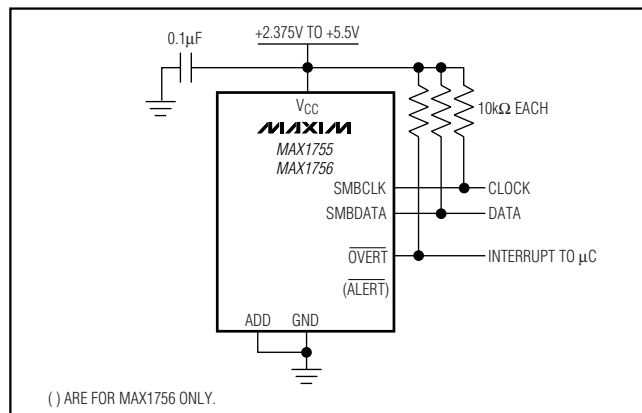 +2.375V TO +5.5V
0.1µF
VCC
10kΩ EACH
MAXIM
MAX1755
MAX1756
SMBCLK
CLOCK
SMBDATA
DATA
OVERT
INTERRUPT TO µC
(ALERT)
ADD GND
( ) ARE FOR MAX1756 ONLY.